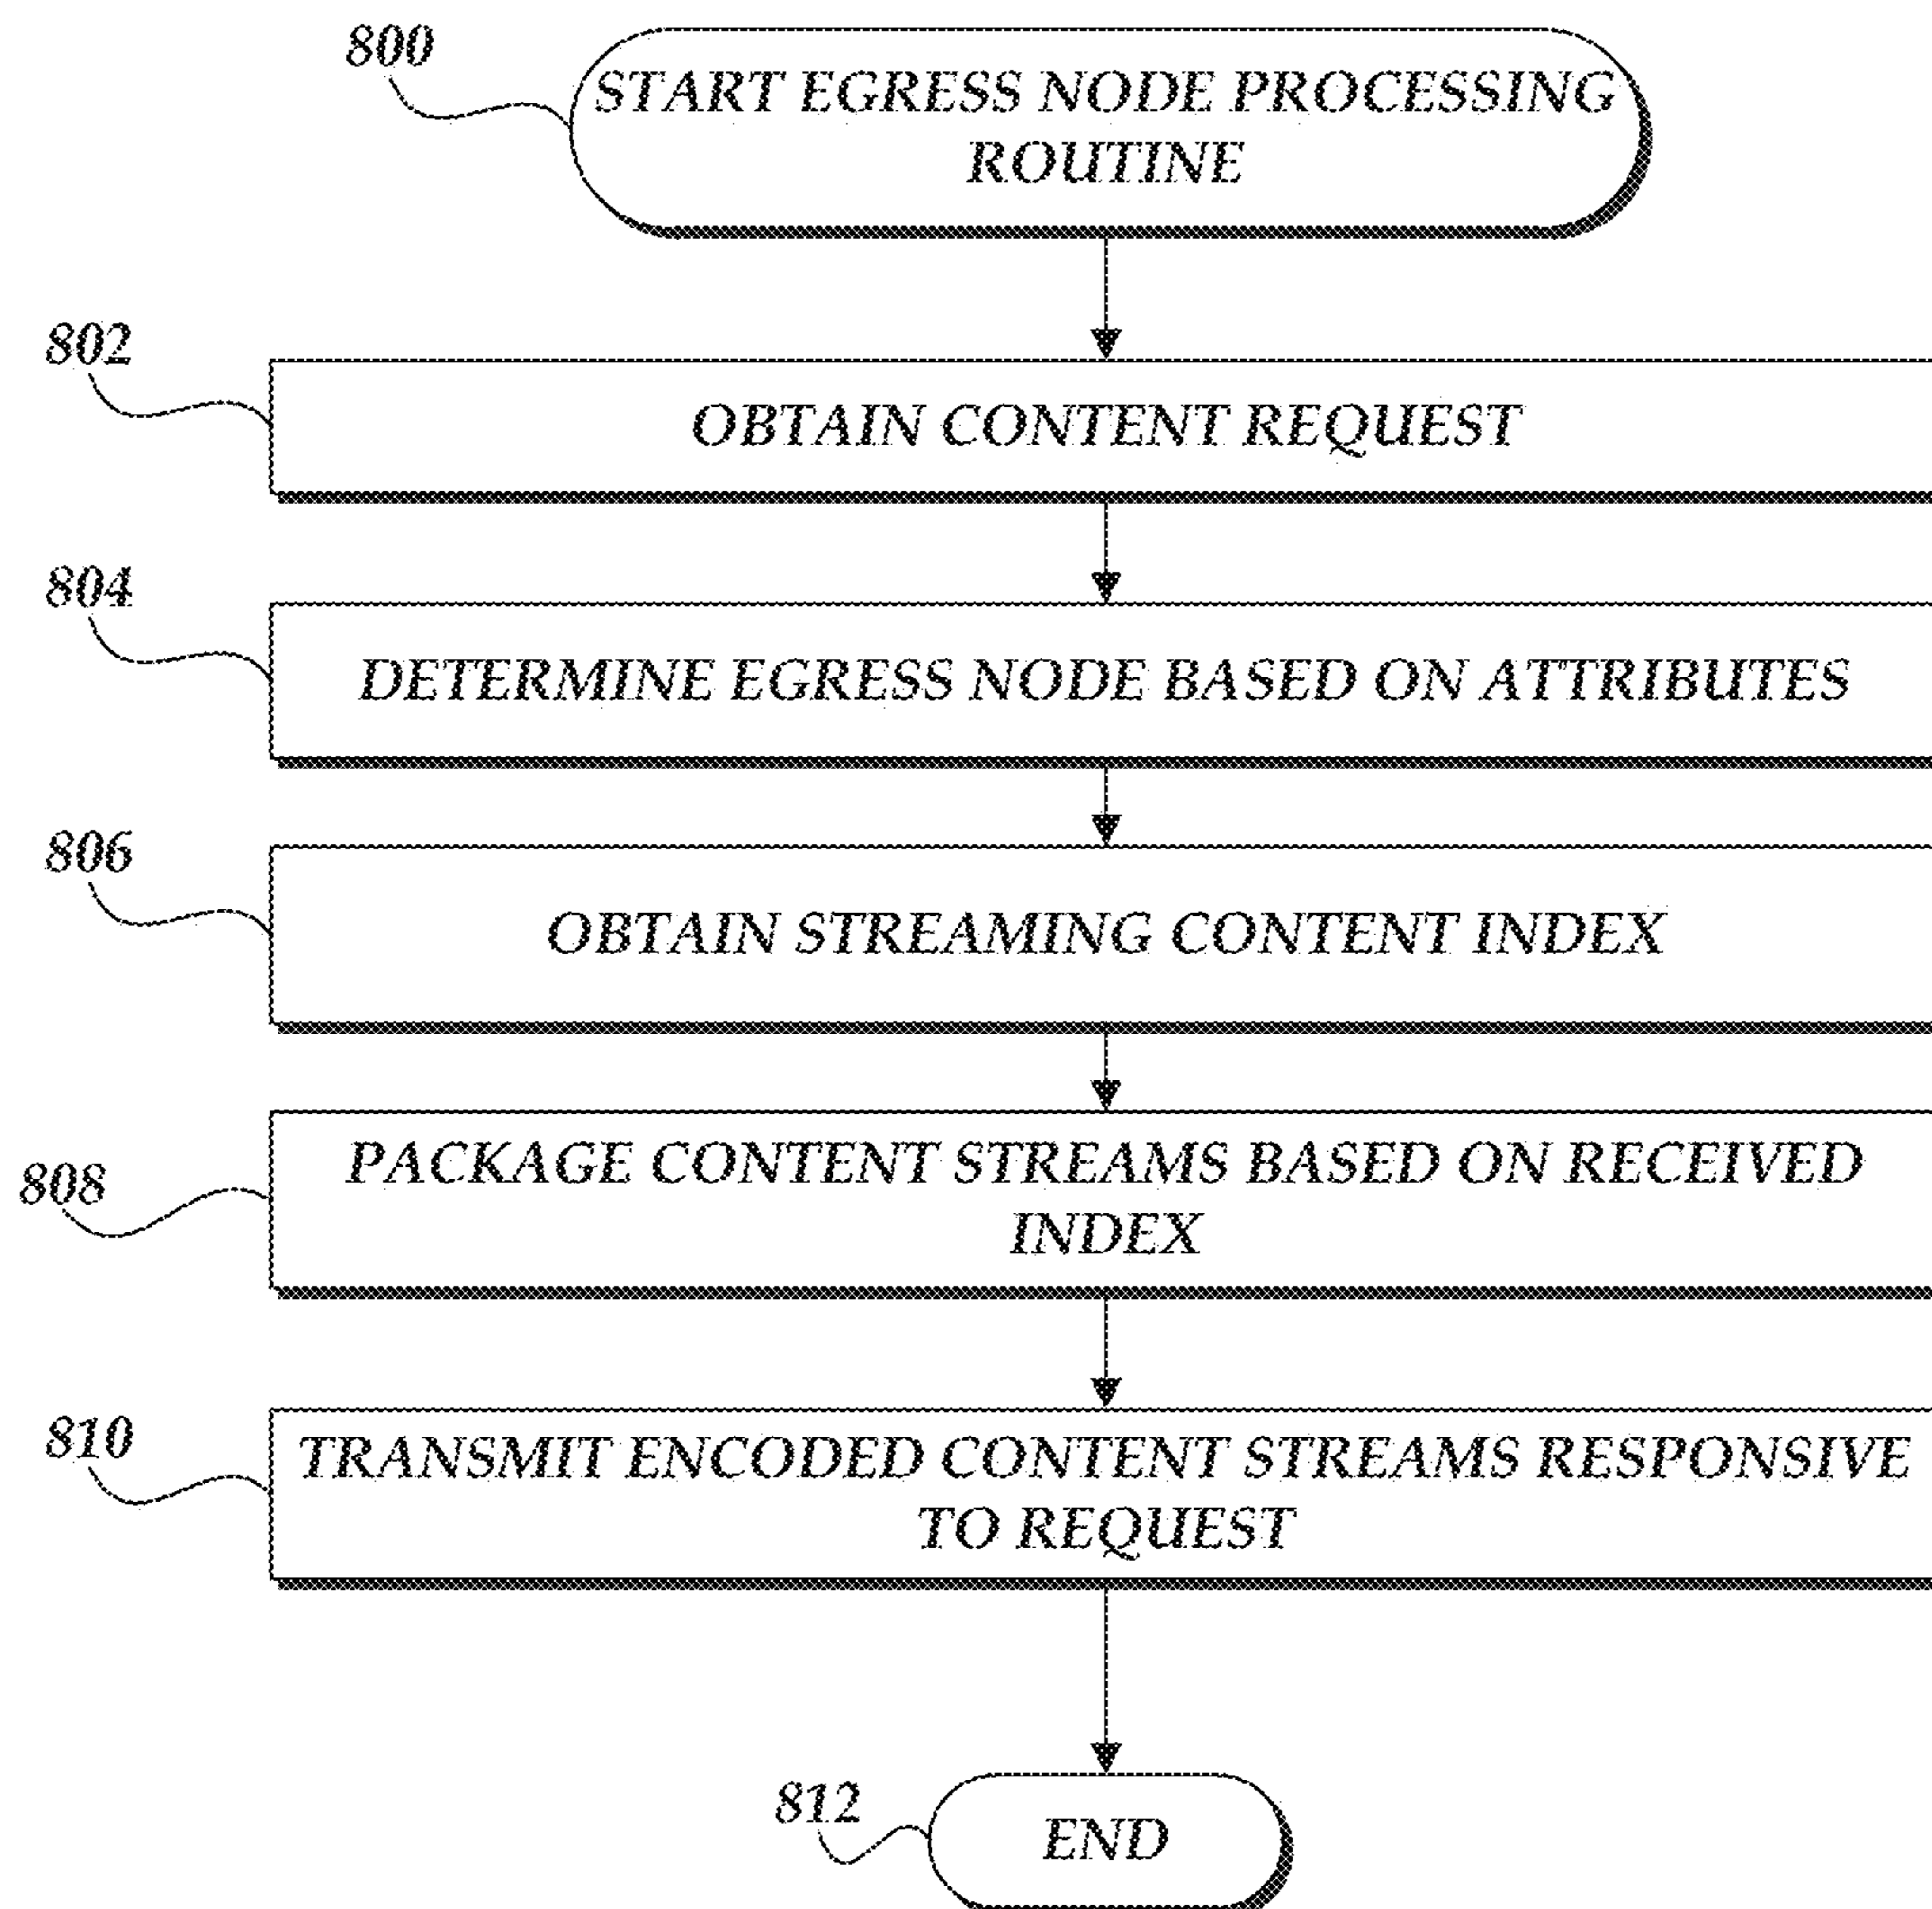 800
START EGRESS NODE PROCESSING
ROUTINE
802
OBTAIN CONTENT REQUEST
804
DETERMINE EGRESS NODE BASED ON ATTRIBUTES
806
OBTAIN STREAMING CONTENT INDEX
808
PACKAGE CONTENT STREAMS BASED ON RECEIVED
INDEX
810
TRANSMIT ENCODED CONTENT STREAMS RESPONSIVE
TO REQUEST
812
END